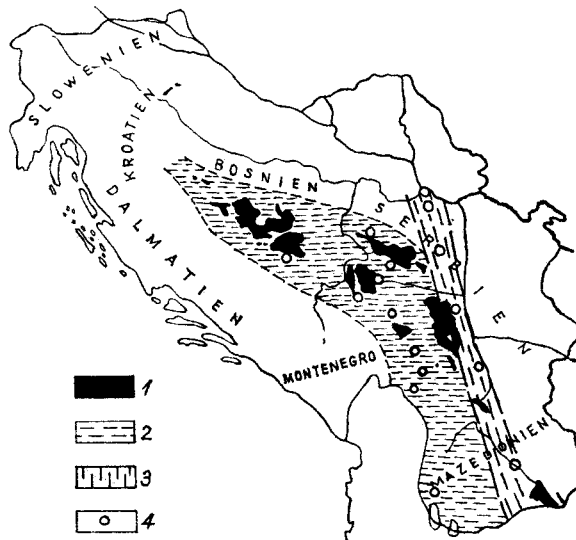 SLOWENIEN
KROATIEN
BOSNIEN
SERBIEN
DALMATIEN
MONTENEGRO
MAZEDONIEN
1
2
3
4